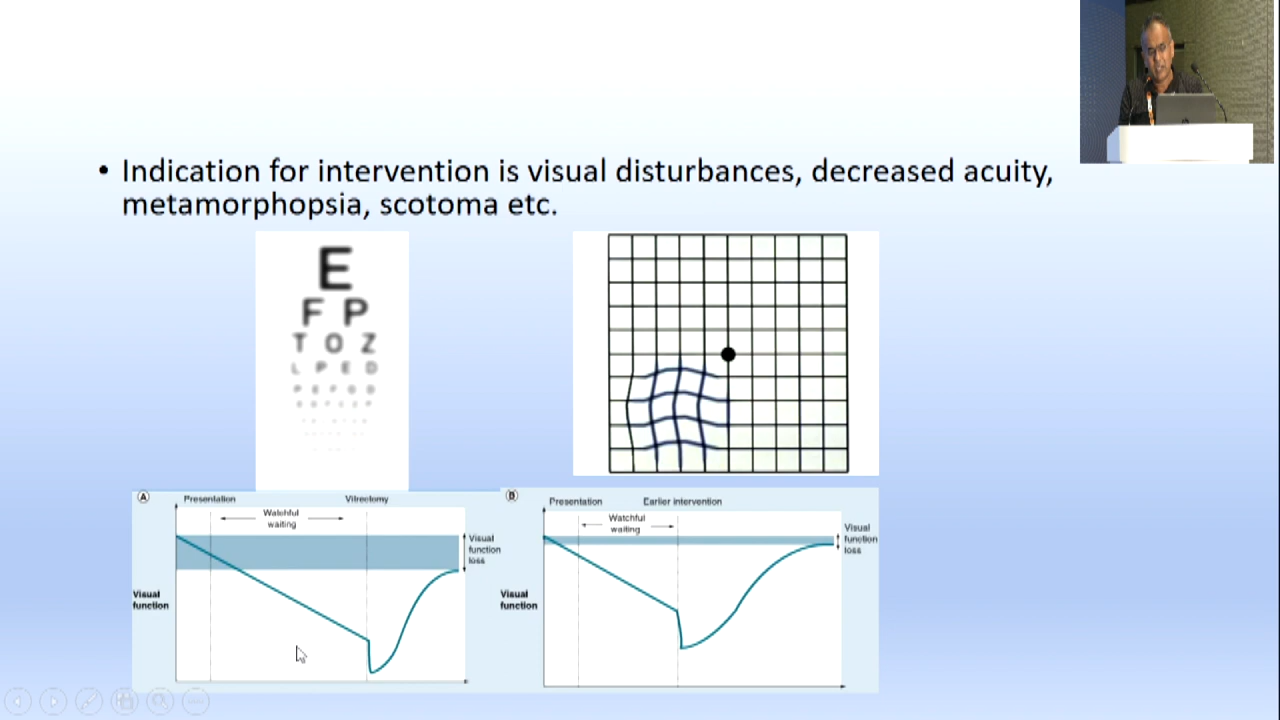 • Indication for intervention is visual disturbances, decreased acuity,
metamorphopsia, scotoma etc.
E
F P
T O Z
L P E D
P E F O D
A Presentation Vitrectomy
Watchful
waiting
Visual
function
loss
Visual
function
B Presentation Earlier intervention
Watchful
waiting
Visual
function
loss
Visual
function